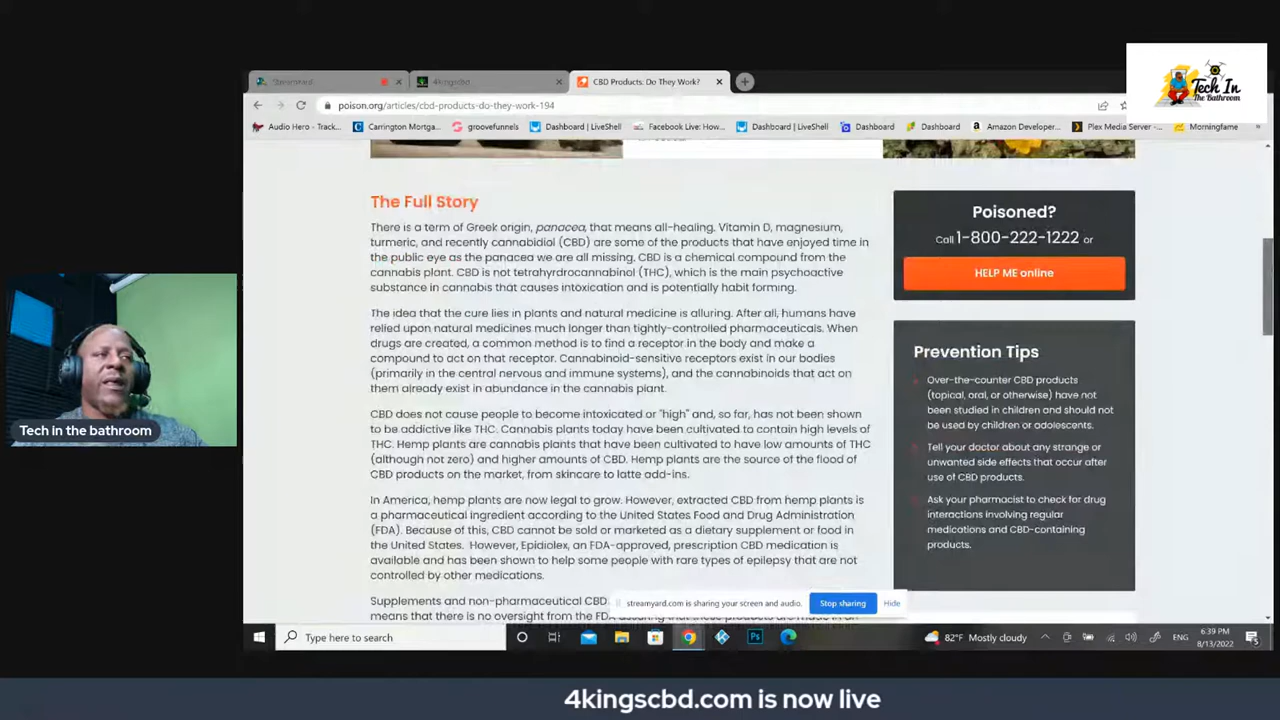 Tech In
The Bathroom
StreamYard
4kingscbd
CBD Products: Do They Work?
poison.org/articles/cbd-products-do-they-work-194
Audio Hero - Track...
Carrington Mortga...
groovefunnels
Dashboard | LiveShell
Facebook Live: How...
Dashboard | LiveShell
Dashboard
Dashboard
Amazon Developer...
Plex Media Server -...
Morningfame
»
The Full Story
There is a term of Greek origin, panacea, that means all-healing. Vitamin D, magnesium,
turmeric, and recently cannabidiol (CBD) are some of the products that have enjoyed time in
the public eye as the panacea we are all missing. CBD is a chemical compound from the
cannabis plant. CBD is not tetrahyrdrocannabinol (THC), which is the main psychoactive
substance in cannabis that causes intoxication and is potentially habit forming.
The idea that the cure lies in plants and natural medicine is alluring. After all, humans have
relied upon natural medicines much longer than tightly-controlled pharmaceuticals. When
drugs are created, a common method is to find a receptor in the body and make a
compound to act on that receptor. Cannabinoid-sensitive receptors exist in our bodies
(primarily in the central nervous and immune systems), and the cannabinoids that act on
them already exist in abundance in the cannabis plant.
CBD does not cause people to become intoxicated or "high" and, so far, has not been shown
to be addictive like THC. Cannabis plants today have been cultivated to contain high levels of
THC. Hemp plants are cannabis plants that have been cultivated to have low amounts of THC
(although not zero) and higher amounts of CBD. Hemp plants are the source of the flood of
CBD products on the market, from skincare to latte add-ins.
In America, hemp plants are now legal to grow. However, extracted CBD from hemp plants is
a pharmaceutical ingredient according to the United States Food and Drug Administration
(FDA). Because of this, CBD cannot be sold or marketed as a dietary supplement or food in
the United States. However, Epidiolex, an FDA-approved, prescription CBD medication is
available and has been shown to help some people with rare types of epilepsy that are not
controlled by other medications.
Supplements and non-pharmaceutical CBD
means that there is no oversight from the FDA
Poisoned?
Call 1-800-222-1222 or
HELP ME online
Prevention Tips
Over-the-counter CBD products
(topical, oral, or otherwise) have not
been studied in children and should not
be used by children or adolescents.
Tell your doctor about any strange or
unwanted side effects that occur after
use of CBD products.
Ask your pharmacist to check for drug
interactions involving regular
medications and CBD-containing
products.
streamyard.com is sharing your screen and audio.
Stop sharing
Hide
Tech in the bathroom
Type here to search
Ps
82°F Mostly cloudy
ENG
6:39 PM
8/13/2022
4kingscbd.com is now live